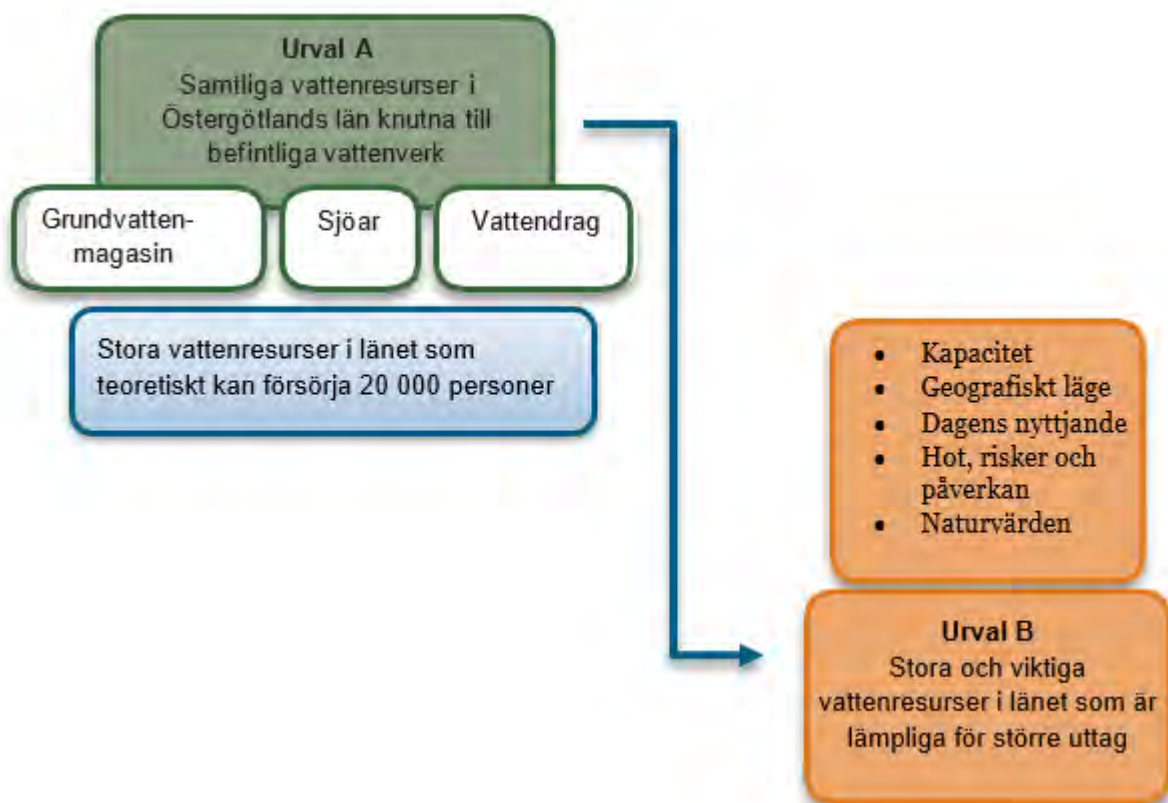 Urval A
Samtliga vattenresurser i
Östergötlands län knutna till
befintliga vattenverk
Grundvatten-
magasin
Sjöar
Vattendrag
Stora vattenresurser i länet som
teoretiskt kan försörja 20 000 personer
• Kapacitet
• Geografiskt läge
• Dagens nyttjande
• Hot, risker och
påverkan
• Naturvärden
Urval B
Stora och viktiga
vattenresurser i länet som är
lämpliga för större uttag